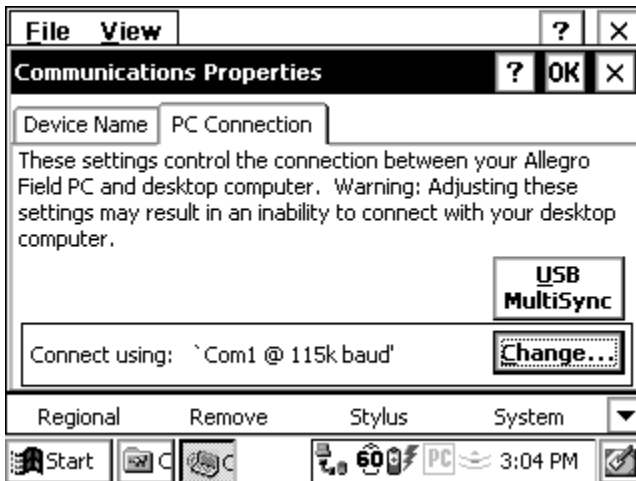 File View ? ×
Communications Properties ? OK ×
Device Name PC Connection
These settings control the connection between your Allegro
Field PC and desktop computer. Warning: Adjusting these
settings may result in an inability to connect with your desktop
computer.
USB
MultiSync
Connect using: `Com1 @ 115k baud' Change...
Regional Remove Stylus System
Start C C 60 PC 3:04 PM